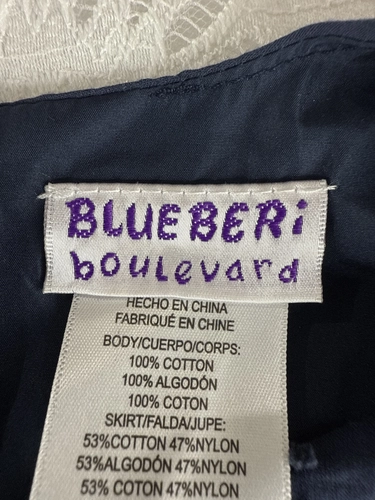 BLUEBERi
boulevard
HECHO EN CHINA
FABRIQUÉ EN CHINE
BODY/CUERPO/CORPS:
100% COTTON
100% ALGODÓN
100% COTON
SKIRT/FALDA/JUPE:
53%COTTON 47%NYLON
53%ALGODÓN 47%NYLON
53% COTON 47%NYLON